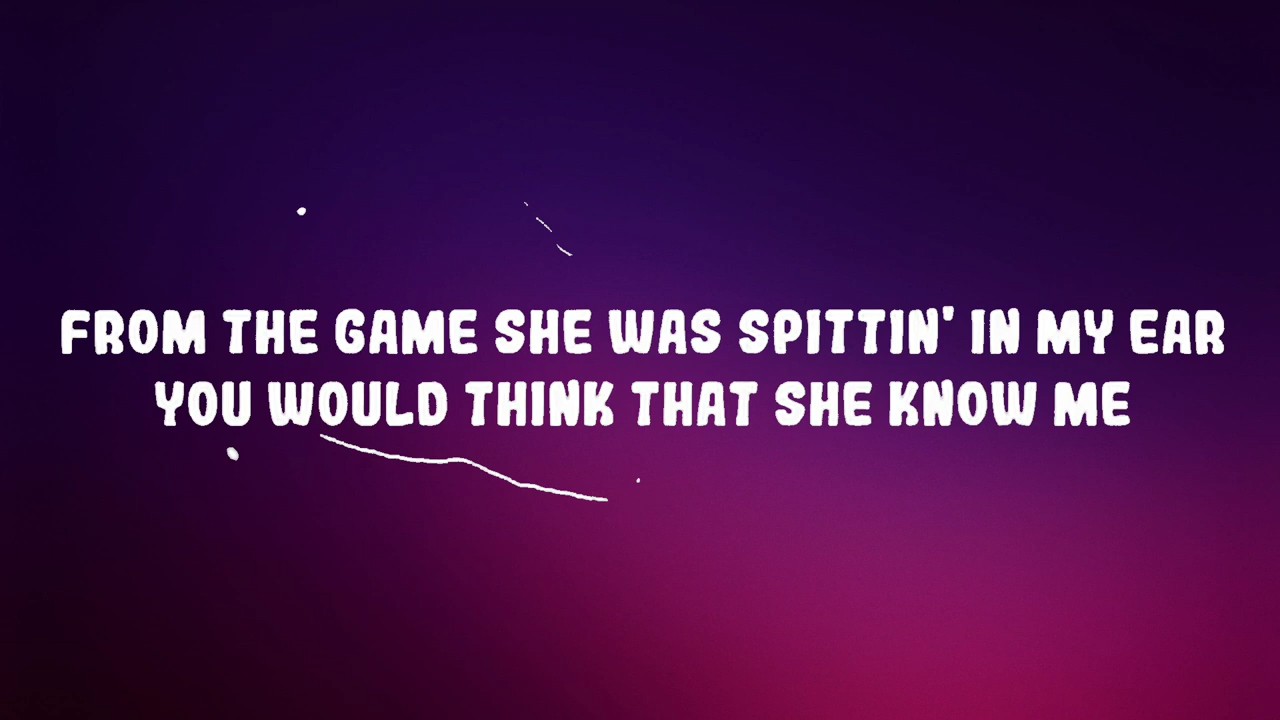 FROM THE GAME SHE WAS SPITTIN' IN MY EAR
YOU WOULD THINK THAT SHE KNOW ME